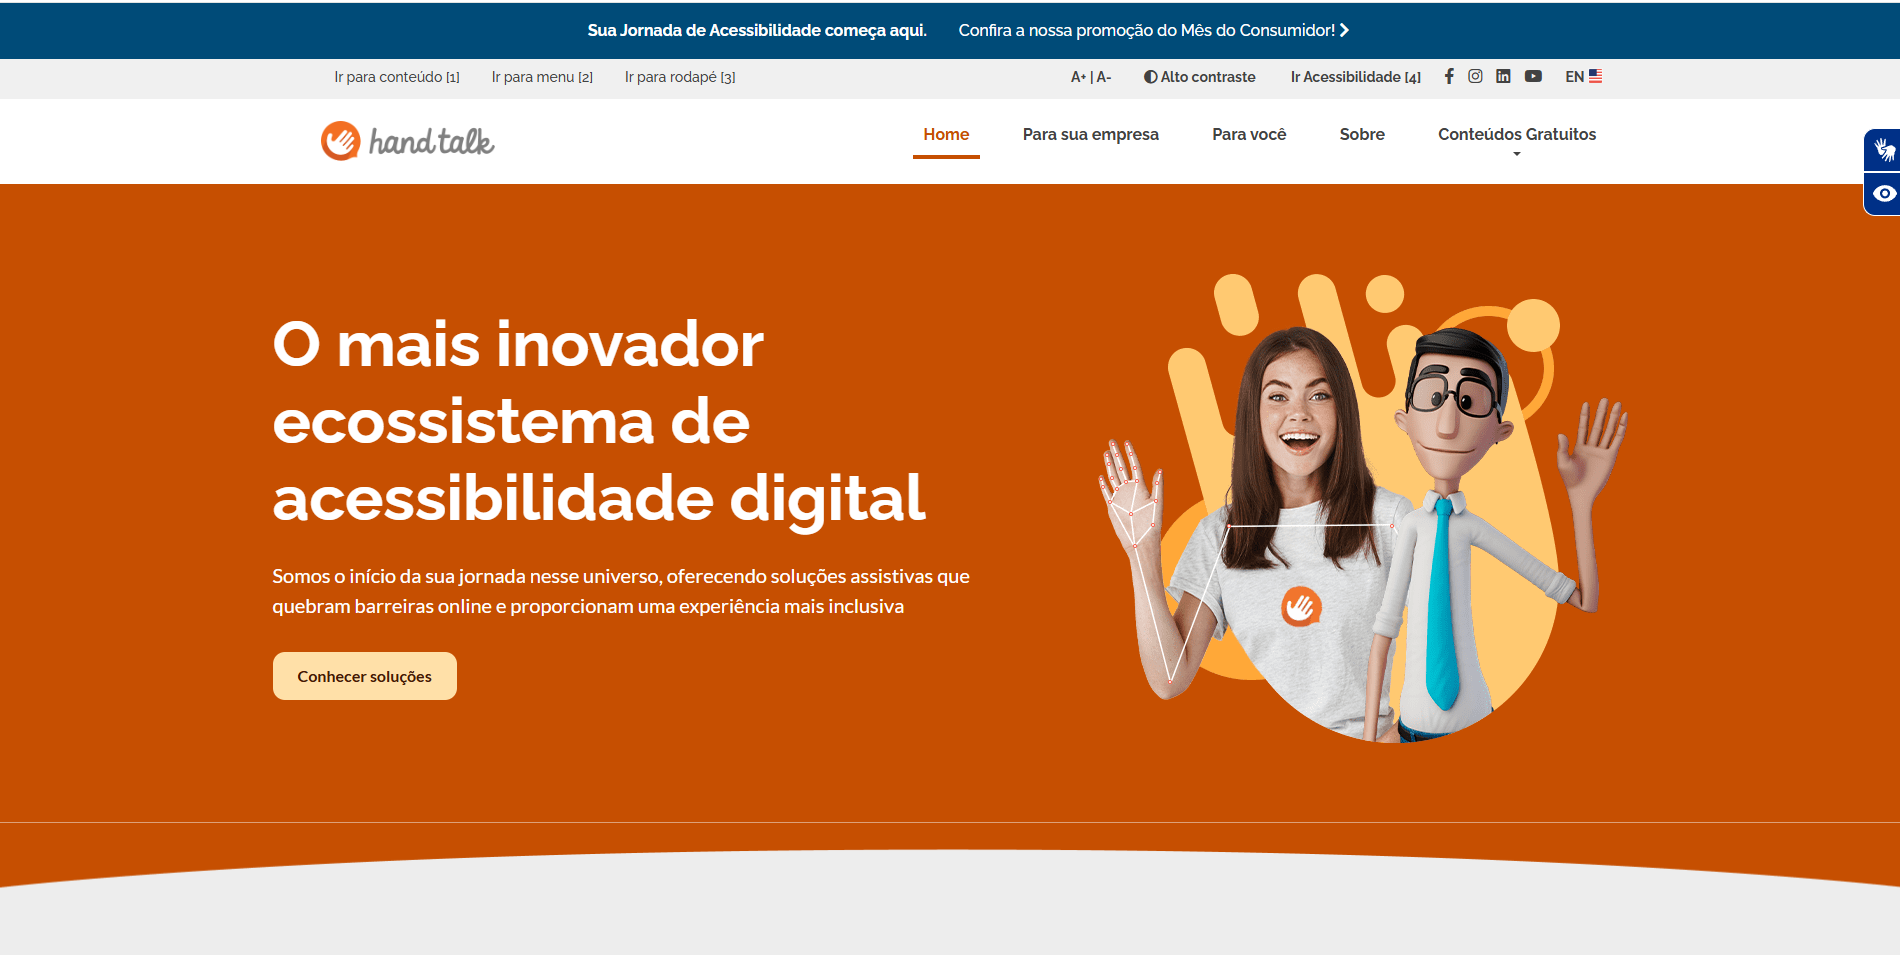 Sua Jornada de Acessibilidade começa aqui. Confira a nossa promoção do Mês do Consumidor!
Ir para conteúdo [1] Ir para menu [2] Ir para rodapé [3] A+ | A- Alto contraste Ir Acessibilidade [4] EN
hand talk
Home Para sua empresa Para você Sobre Conteúdos Gratuitos
O mais inovador
ecossistema de
acessibilidade digital
Somos o início da sua jornada nesse universo, oferecendo soluções assistivas que
quebram barreiras online e proporcionam uma experiência mais inclusiva
Conhecer soluções